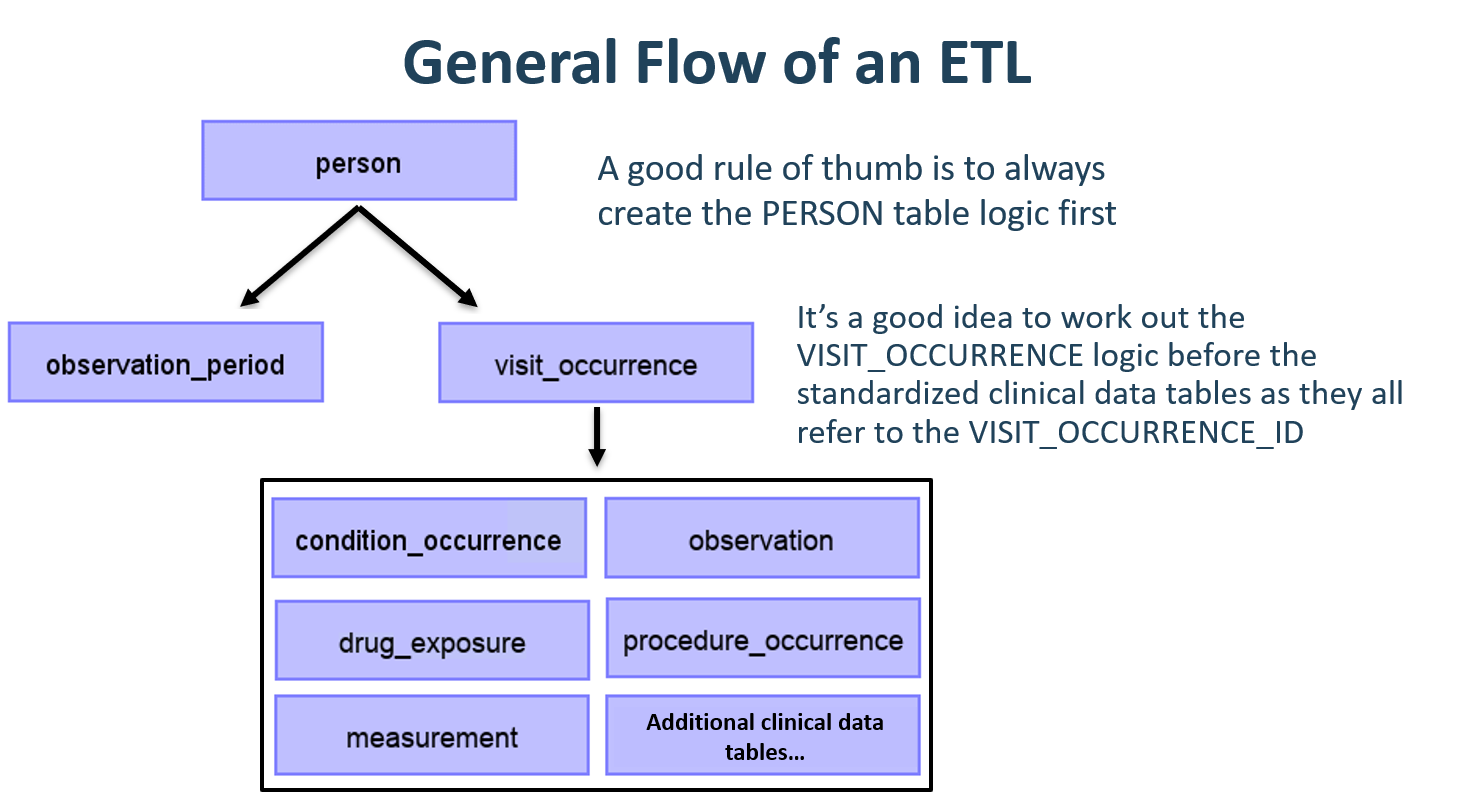 General Flow of an ETL
person
A good rule of thumb is to always
create the PERSON table logic first
observation_period
visit_occurrence
It’s a good idea to work out the
VISIT_OCCURRENCE logic before the
standardized clinical data tables as they all
refer to the VISIT_OCCURRENCE_ID
condition_occurrence
observation
drug_exposure
procedure_occurrence
measurement
Additional clinical data
tables…